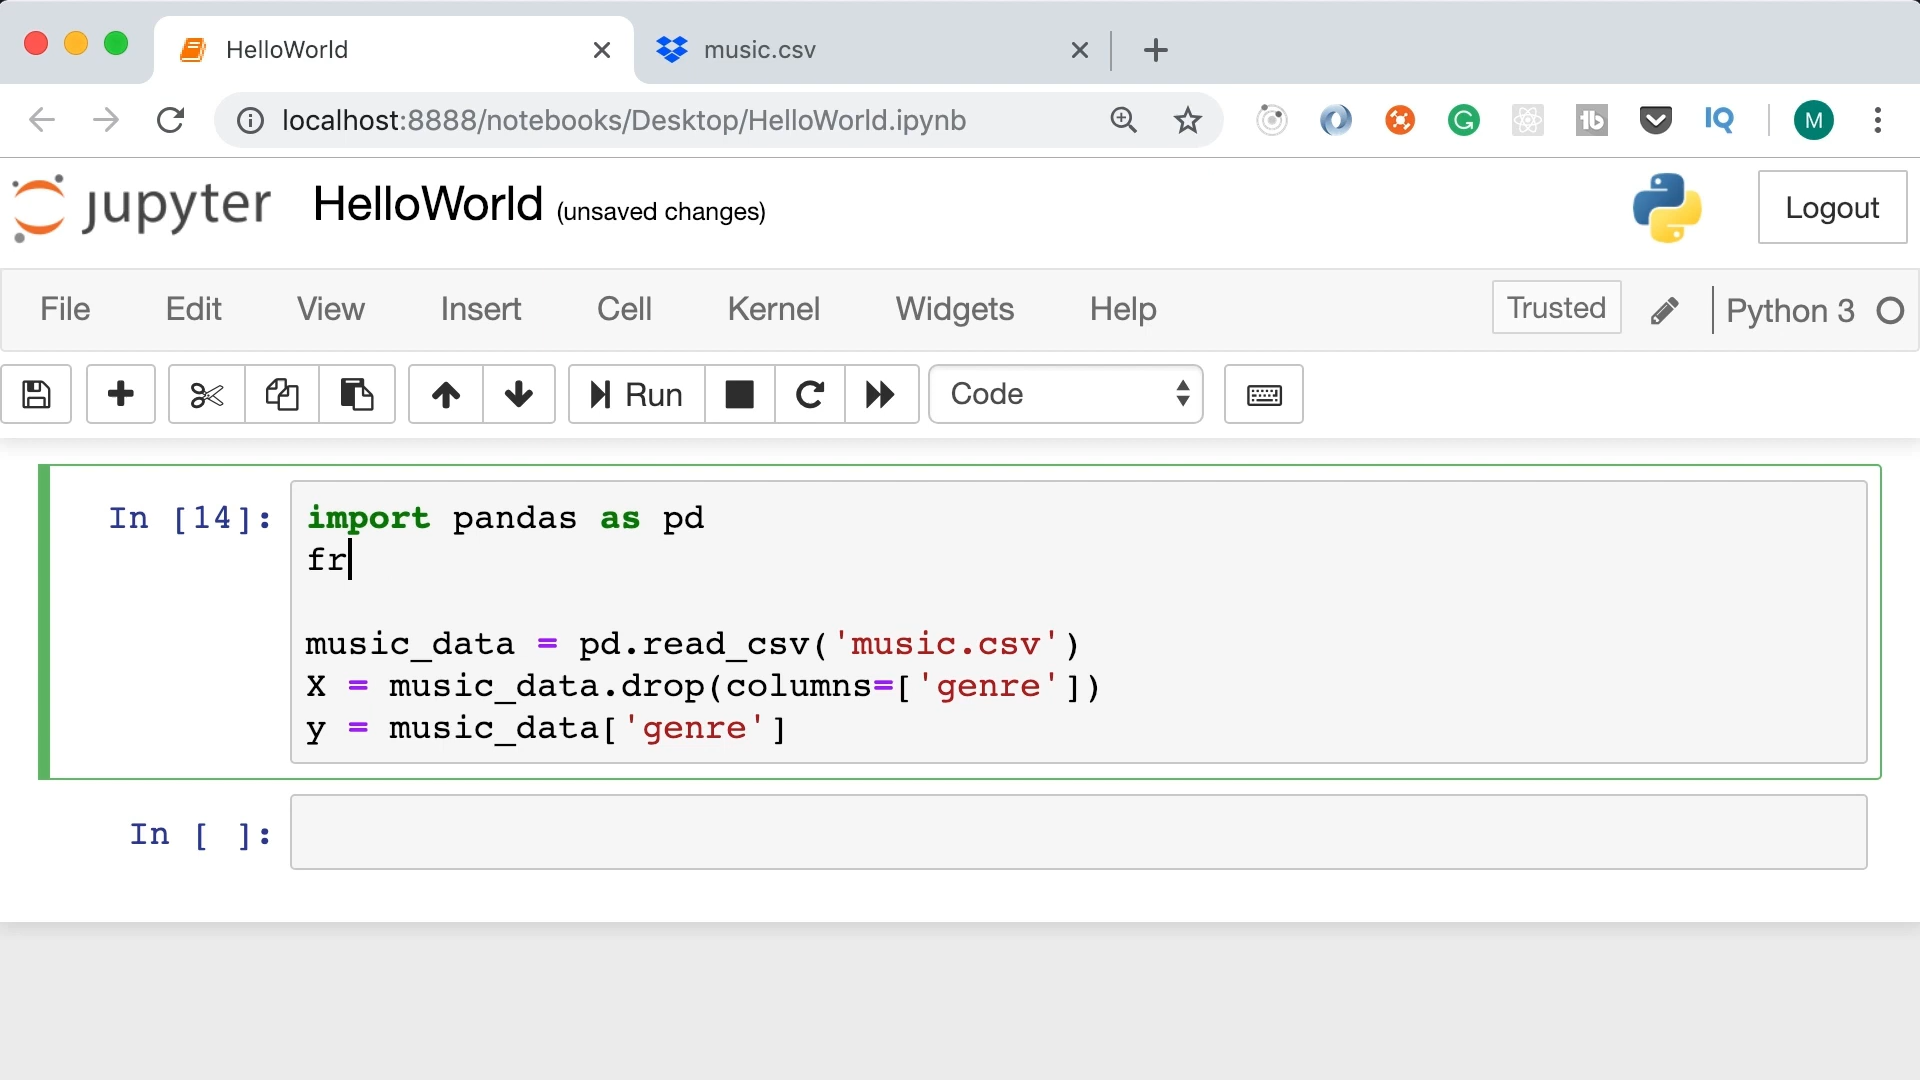 HelloWorld
music.csv
localhost:8888/notebooks/Desktop/HelloWorld.ipynb
G
tb
IQ
M
jupyter HelloWorld (unsaved changes)
Logout
File Edit View Insert Cell Kernel Widgets Help Trusted Python 3
Run Code
In [14]: import pandas as pd
fr
music_data = pd.read_csv('music.csv')
X = music_data.drop(columns=['genre'])
y = music_data['genre']
In [ ]: